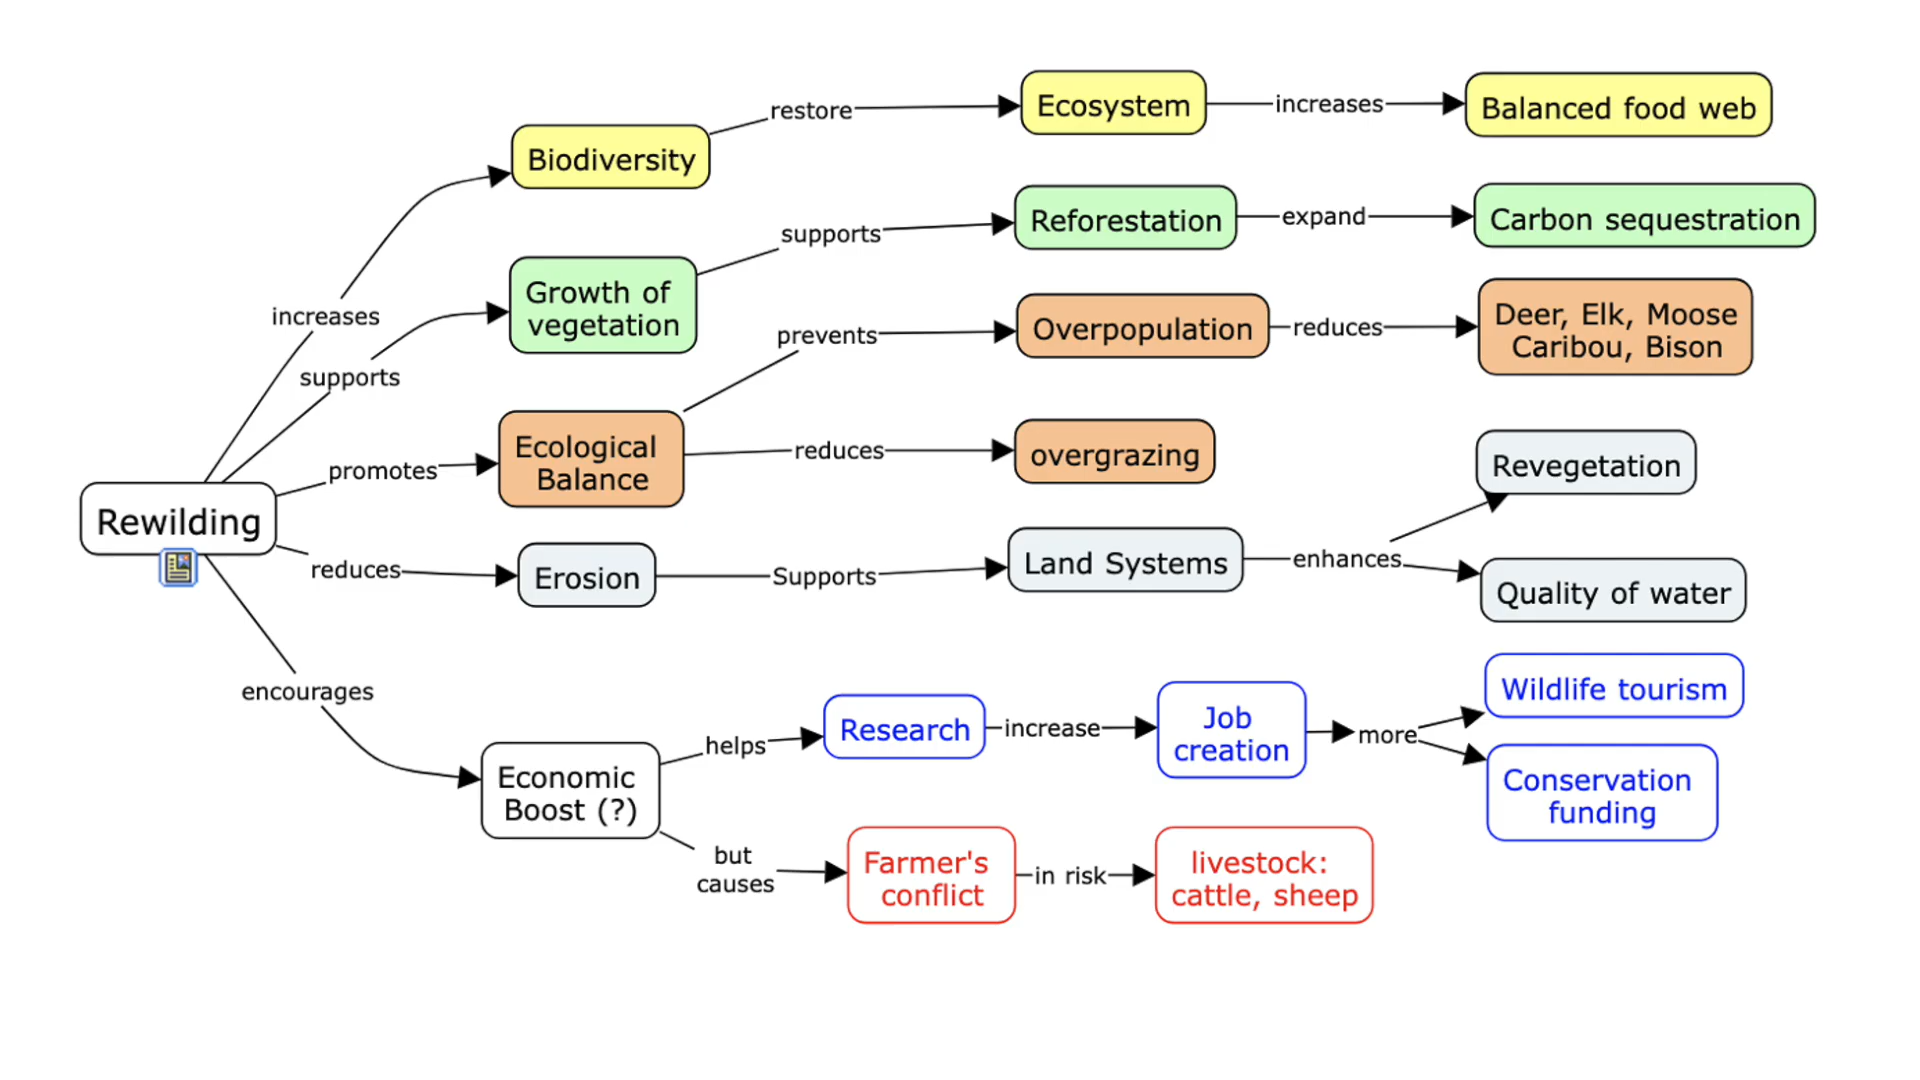 restore
Ecosystem
increases
Balanced food web
Biodiversity
supports
Reforestation
expand
Carbon sequestration
Growth of
vegetation
increases
prevents
Overpopulation
reduces
Deer, Elk, Moose
Caribou, Bison
supports
Ecological
Balance
reduces
overgrazing
Revegetation
promotes
Rewilding
reduces
Erosion
Supports
Land Systems
enhances
Quality of water
encourages
Economic
Boost (?)
helps
Research
increase
Job
creation
more
Wildlife tourism
Conservation
funding
but
causes
Farmer's
conflict
in risk
livestock:
cattle, sheep